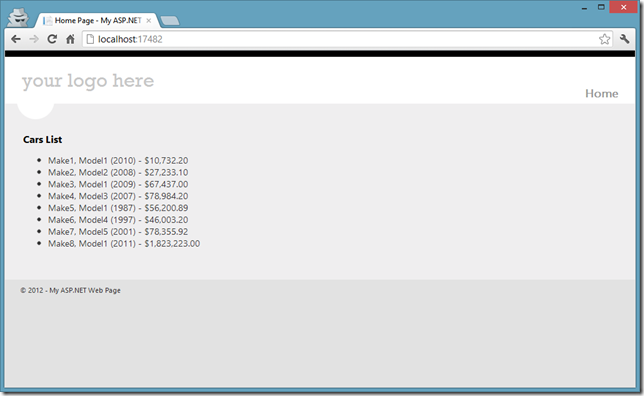 Home Page - My ASP.NET
localhost:17482
your logo here
Home
Cars List
Make1, Model1 (2010) - $10,732.20
Make2, Model2 (2008) - $27,233.10
Make3, Model1 (2009) - $67,437.00
Make4, Model3 (2007) - $78,984.20
Make5, Model1 (1987) - $56,200.89
Make6, Model4 (1997) - $46,003.20
Make7, Model5 (2001) - $78,355.92
Make8, Model1 (2011) - $1,823,223.00
© 2012 - My ASP.NET Web Page